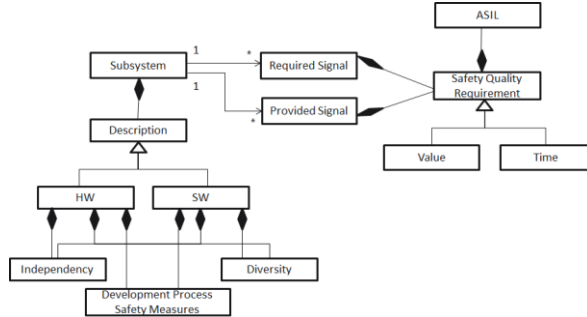 ASIL
1
*
Subsystem
Required Signal
1
Safety Quality
Requirement
Provided Signal
*
Description
Value
Time
HW
SW
Independency
Diversity
Development Process
Safety Measures